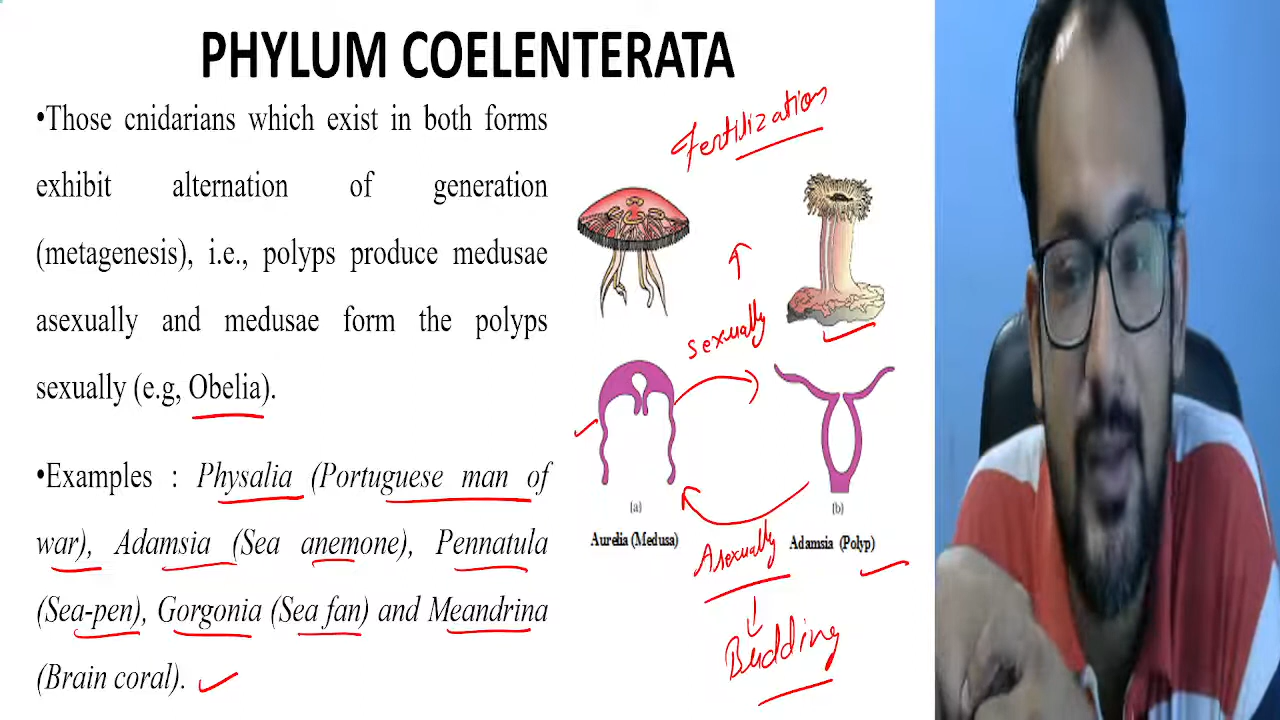 PHYLUM COELENTERATA
•Those cnidarians which exist in both forms
exhibit alternation of generation
(metagenesis), i.e., polyps produce medusae
asexually and medusae form the polyps
sexually (e.g, Obelia).
•Examples : Physalia (Portuguese man of
war), Adamsia (Sea anemone), Pennatula
(Sea-pen), Gorgonia (Sea fan) and Meandrina
(Brain coral).
Fertilization
sexually
(a)
(b)
Aurelia (Medusa)
Adamsia (Polyp)
Asexually
Budding